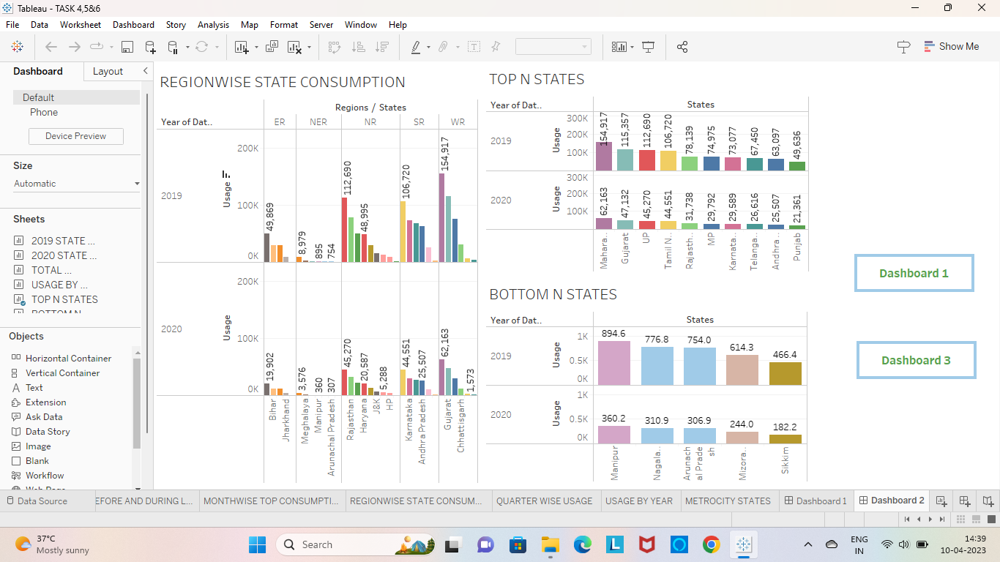 Tableau - TASK 4,5&6
File Data Worksheet Dashboard Story Analysis Map Format Server Window Help
Show Me
Dashboard Layout
Default
Phone
Device Preview
Size
Automatic
Sheets
2019 STATE ...
2020 STATE ...
TOTAL ...
USAGE BY ...
TOP N STATES
BOTTOM N
Objects
Horizontal Container
Vertical Container
Text
Extension
Ask Data
Data Story
Image
Blank
Workflow
Web Page
REGIONWISE STATE CONSUMPTION
Regions / States
Year of Dat.. ER NER NR SR WR
2019
Usage
200K
100K
0K
49,869 8,979 895 754 112,690 48,995 106,720 154,917
2020
Usage
200K
100K
0K
19,902 3,576 360 307 45,270 20,587 5,288 44,551 25,507 62,163 1,573
Bihar Jharkhand Meghalaya Manipur Arunachal Pradesh Rajasthan Haryana J&K HP Karnataka Andhra Pradesh Gujarat Chhattisgarh
TOP N STATES
Year of Dat.. States
2019
Usage
300K
200K
100K
154,917 115,357 112,690 106,720 78,139 74,975 73,077 67,450 63,097 49,636
2020
Usage
300K
200K
100K
62,163 47,132 45,270 44,551 31,738 29,792 29,589 26,616 25,507 21,361
Mahara.. Gujarat UP Tamil N.. Rajasth.. MP Karnata.. Telanga.. Andhra.. Punjab
BOTTOM N STATES
Year of Dat.. States
2019
Usage
1K
0.5K
0K
894.6 776.8 754.0 614.3 466.4
2020
Usage
1K
0.5K
0K
360.2 310.9 306.9 244.0 182.2
Manipur Nagala.. Arunach al Prade sh Mizora.. Sikkim
Dashboard 1
Dashboard 3
Data Source EFORE AND DURING L... MONTHWISE TOP CONSUMPTI... REGIONWISE STATE CONSUM... QUARTER WISE USAGE USAGE BY YEAR METROCITY STATES Dashboard 1 Dashboard 2
37°C
Mostly sunny
Search
ENG
IN
14:39
10-04-2023